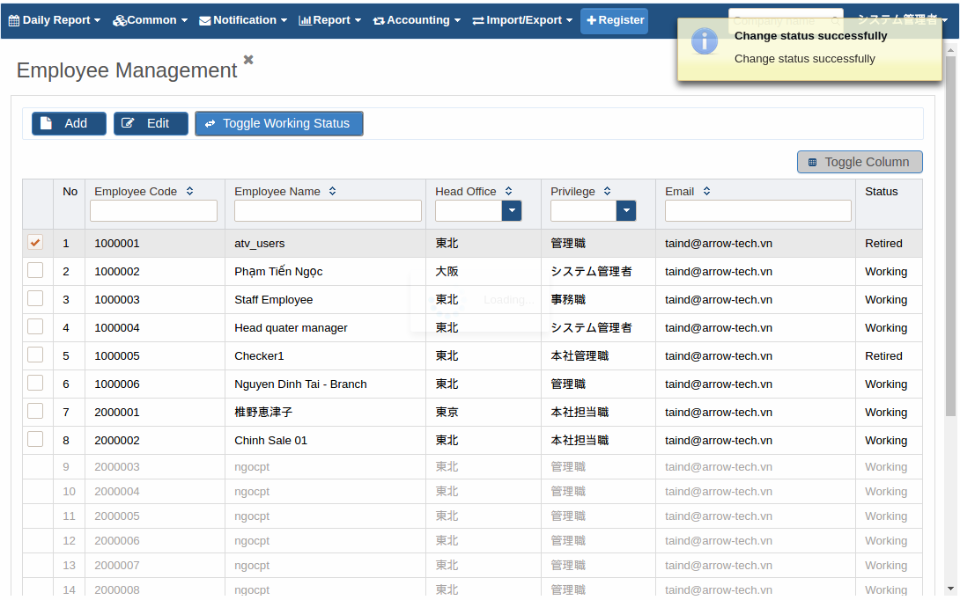 Daily Report Common Notification Report Accounting Import/Export Register システム管理者
Change status successfully
Change status successfully
Employee Management
Add Edit Toggle Working Status
Toggle Column
No Employee Code Employee Name Head Office Privilege Email Status
1 1000001 atv_users 東北 管理職 taind@arrow-tech.vn Retired
2 1000002 Phạm Tiến Ngọc 大阪 システム管理者 taind@arrow-tech.vn Working
3 1000003 Staff Employee 東北 事務職 taind@arrow-tech.vn Working
Loading...
4 1000004 Head quater manager 東北 システム管理者 taind@arrow-tech.vn Working
5 1000005 Checker1 東北 本社管理職 taind@arrow-tech.vn Retired
6 1000006 Nguyen Dinh Tai - Branch 東北 管理職 taind@arrow-tech.vn Working
7 2000001 椎野恵津子 東京 本社担当職 taind@arrow-tech.vn Working
8 2000002 Chinh Sale 01 東北 本社担当職 taind@arrow-tech.vn Working
9 2000003 ngocpt 東北 管理職 taind@arrow-tech.vn Working
10 2000004 ngocpt 東北 管理職 taind@arrow-tech.vn Working
11 2000005 ngocpt 東北 管理職 taind@arrow-tech.vn Working
12 2000006 ngocpt 東北 管理職 taind@arrow-tech.vn Working
13 2000007 ngocpt 東北 管理職 taind@arrow-tech.vn Working
14 2000008 ngocpt 東北 管理職 taind@arrow-tech.vn Working